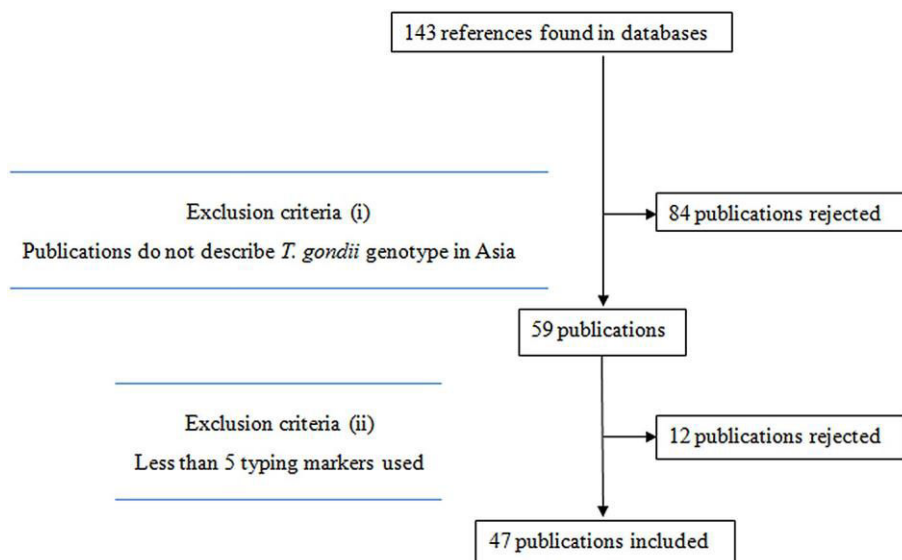 143 references found in databases
Exclusion criteria (i)
Publications do not describe T. gondii genotype in Asia
84 publications rejected
59 publications
Exclusion criteria (ii)
Less than 5 typing markers used
12 publications rejected
47 publications included